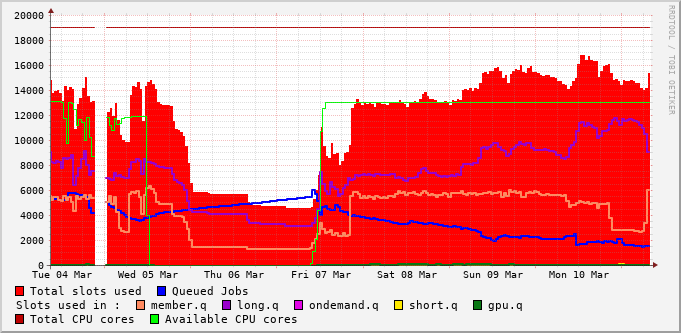 20000
18000
16000
14000
12000
10000
8000
6000
4000
2000
0
Tue 04 Mar Wed 05 Mar Thu 06 Mar Fri 07 Mar Sat 08 Mar Sun 09 Mar Mon 10 Mar
Total slots used Queued Jobs
Slots used in : member.q long.q ondemand.q short.q gpu.q
Total CPU cores Available CPU cores
RRDTOOL / TOBI OETIKER